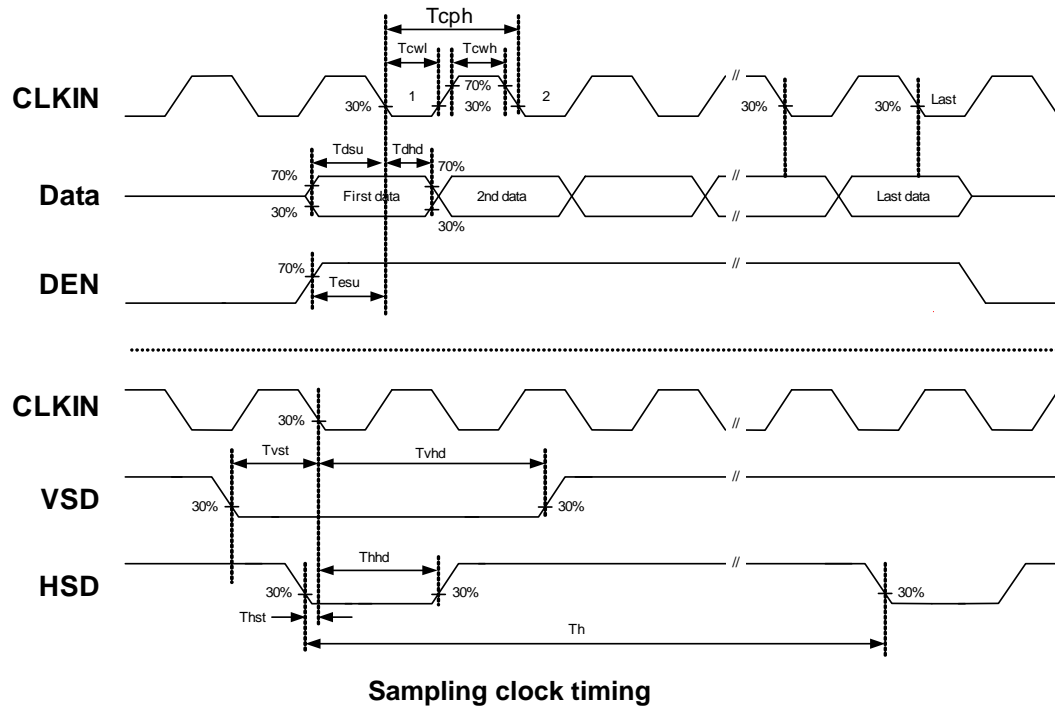 Tcph
Tcwl Tcwh
CLKIN 30% 1 70% 30% 2 // 30% 30% Last
Tdsu Tdhd
70% 70%
Data First data 2nd data // Last data
30% 30% //
DEN 70% Tesu //
CLKIN 30% //
Tvst Tvhd
VSD 30% 30% //
Thhd
HSD 30% 30% // 30%
Thst
Th
Sampling clock timing